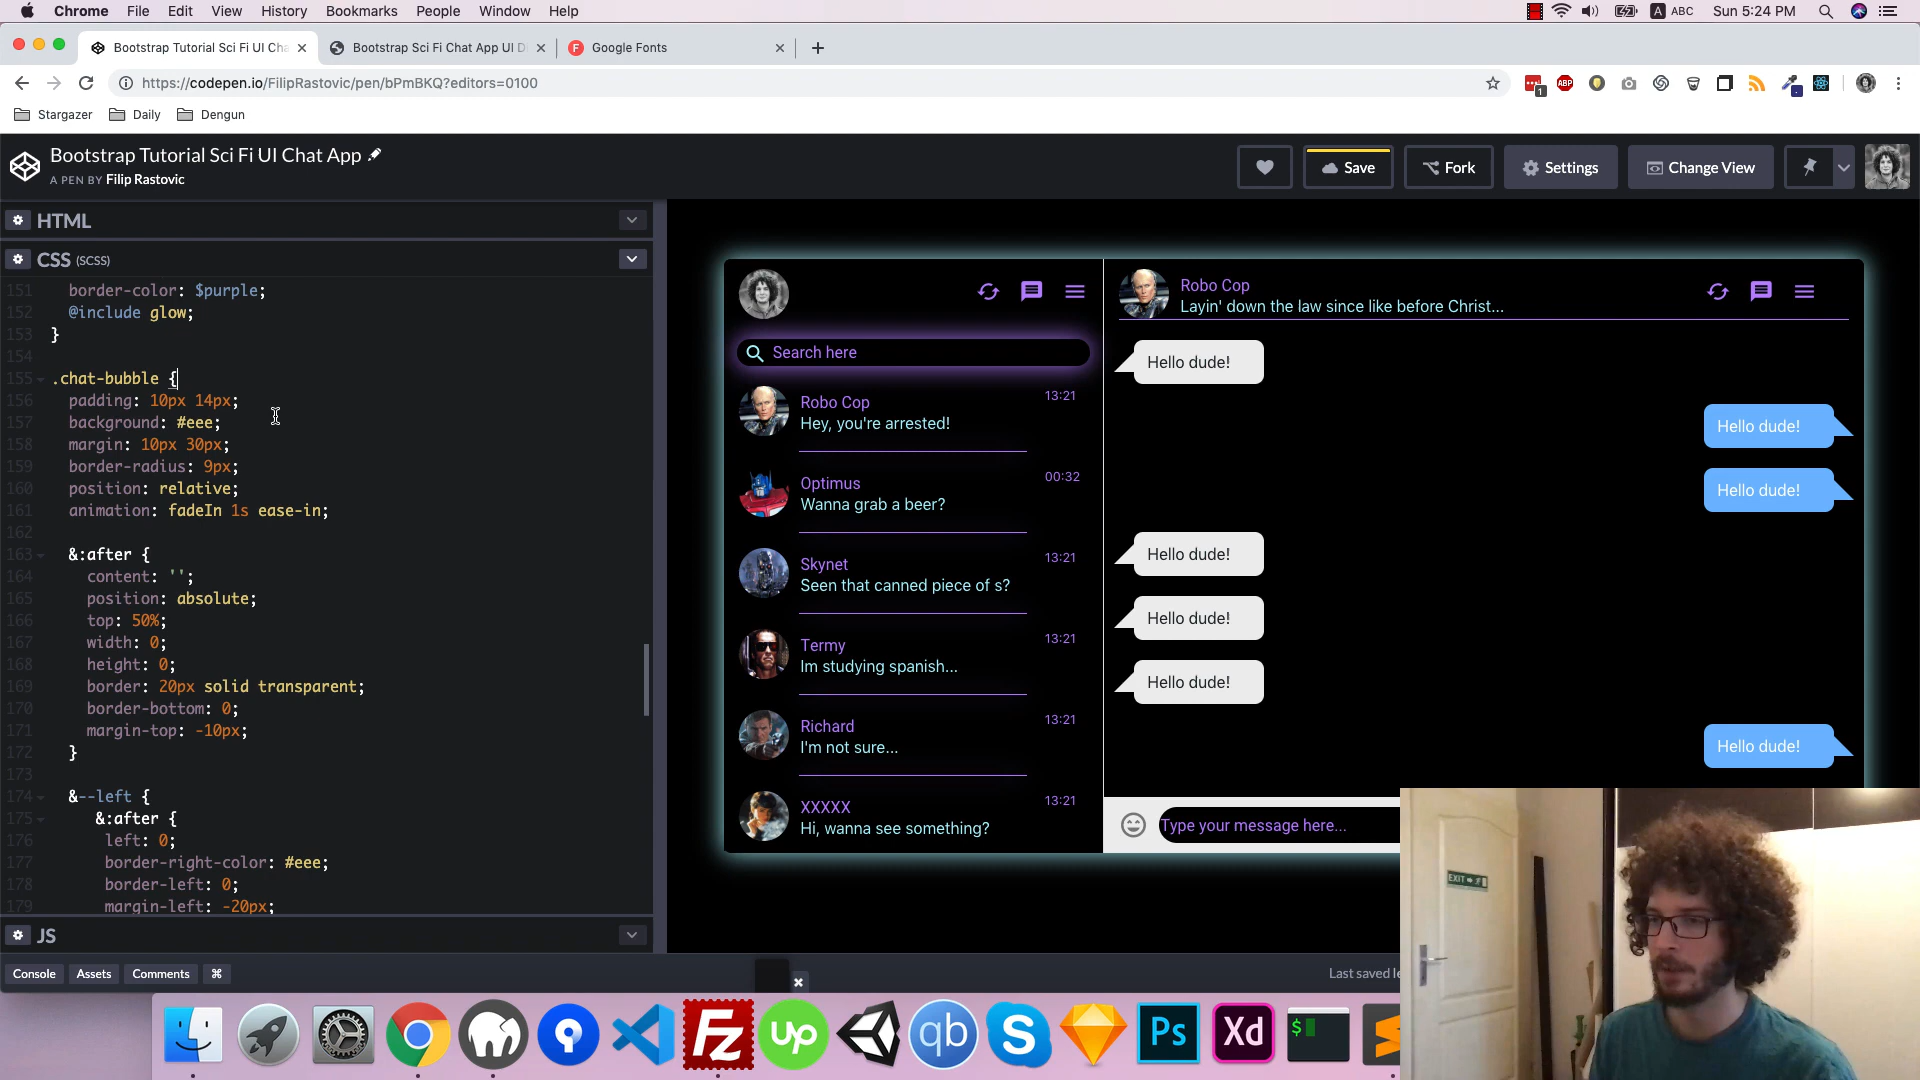 Chrome File Edit View History Bookmarks People Window Help
A ABC Sun 5:24 PM
Bootstrap Tutorial Sci Fi UI Cha
Bootstrap Sci Fi Chat App UI D
F Google Fonts
https://codepen.io/FilipRastovic/pen/bPmBKQ?editors=0100
1 ABP
Stargazer Daily Dengun
Bootstrap Tutorial Sci Fi UI Chat App
A PEN BY Filip Rastovic
Save Fork Settings Change View
HTML
CSS (SCSS)
151 border-color: $purple;
152 @include glow;
153 }
154
155 .chat-bubble {
156 padding: 10px 14px;
157 background: #eee;
158 margin: 10px 30px;
159 border-radius: 9px;
160 position: relative;
161 animation: fadeIn 1s ease-in;
162
163 &:after {
164 content: '';
165 position: absolute;
166 top: 50%;
167 width: 0;
168 height: 0;
169 border: 20px solid transparent;
170 border-bottom: 0;
171 margin-top: -10px;
172 }
173
174 &--left {
175 &:after {
176 left: 0;
177 border-right-color: #eee;
178 border-left: 0;
179 margin-left: -20px;
JS
Console Assets Comments ⌘
Search here
Robo Cop 13:21
Hey, you're arrested!
Optimus 00:32
Wanna grab a beer?
Skynet 13:21
Seen that canned piece of s?
Termy 13:21
Im studying spanish...
Richard 13:21
I'm not sure...
XXXXX 13:21
Hi, wanna see something?
Robo Cop
Layin' down the law since like before Christ...
Hello dude!
Hello dude!
Hello dude!
Hello dude!
Hello dude!
Hello dude!
Hello dude!
Type your message here...
Last saved
EXIT
Fz up qb S Ps Xd $